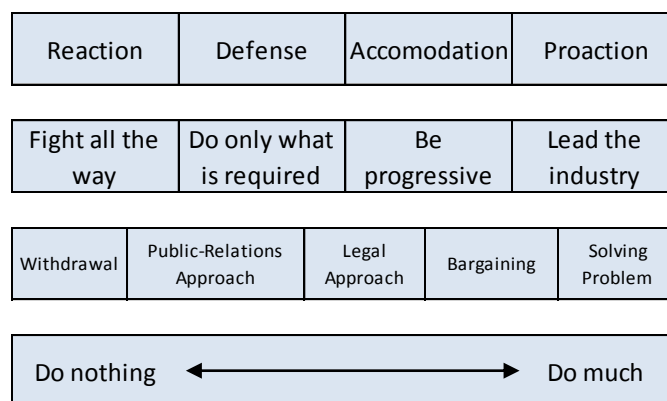 Reaction Defense Accomodation Proaction
Fight all the Do only what Be Lead the
way is required progressive industry
Withdrawal Public-Relations Approach Legal Approach Bargaining Solving Problem
Do nothing Do much